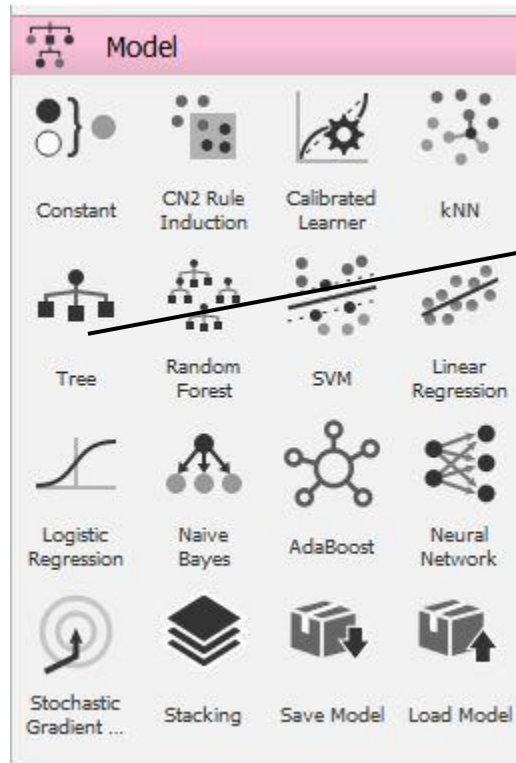 Model
Constant
CN2 Rule
Induction
Calibrated
Learner
kNN
Tree
Random
Forest
SVM
Linear
Regression
Logistic
Regression
Naive
Bayes
AdaBoost
Neural
Network
Stochastic
Gradient ...
Stacking
Save Model
Load Model